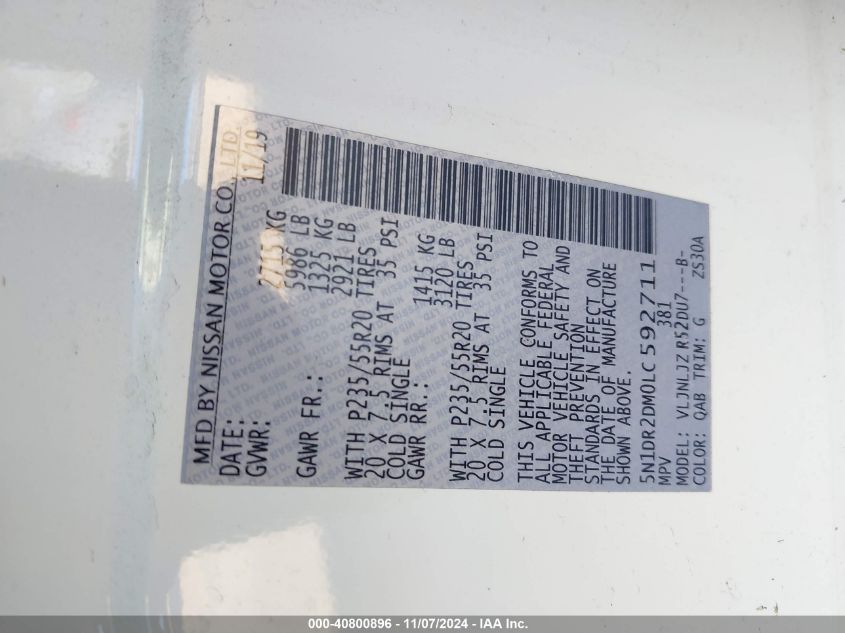 MFD BY NISSAN MOTOR CO., LTD.
DATE: 11/19
GVWR: 2715 KG
5986 LB
GAWR FR.: 1325 KG
2921 LB
WITH P235/55R20 TIRES
20 X 7.5 RIMS AT 35 PSI
COLD SINGLE
GAWR RR.: 1415 KG
3120 LB
WITH P235/55R20 TIRES
20 X 7.5 RIMS AT 35 PSI
COLD SINGLE
THIS VEHICLE CONFORMS TO
ALL APPLICABLE FEDERAL
MOTOR VEHICLE SAFETY AND
THEFT PREVENTION
STANDARDS IN EFFECT ON
THE DATE OF MANUFACTURE
SHOWN ABOVE.
5N1DR2DM0LC592711
MPV 381
MODEL: VLJNLJZ R52DU7---B-
COLOR: QAB TRIM: G ZS30A
000-40800896 - 11/07/2024 - IAA Inc.